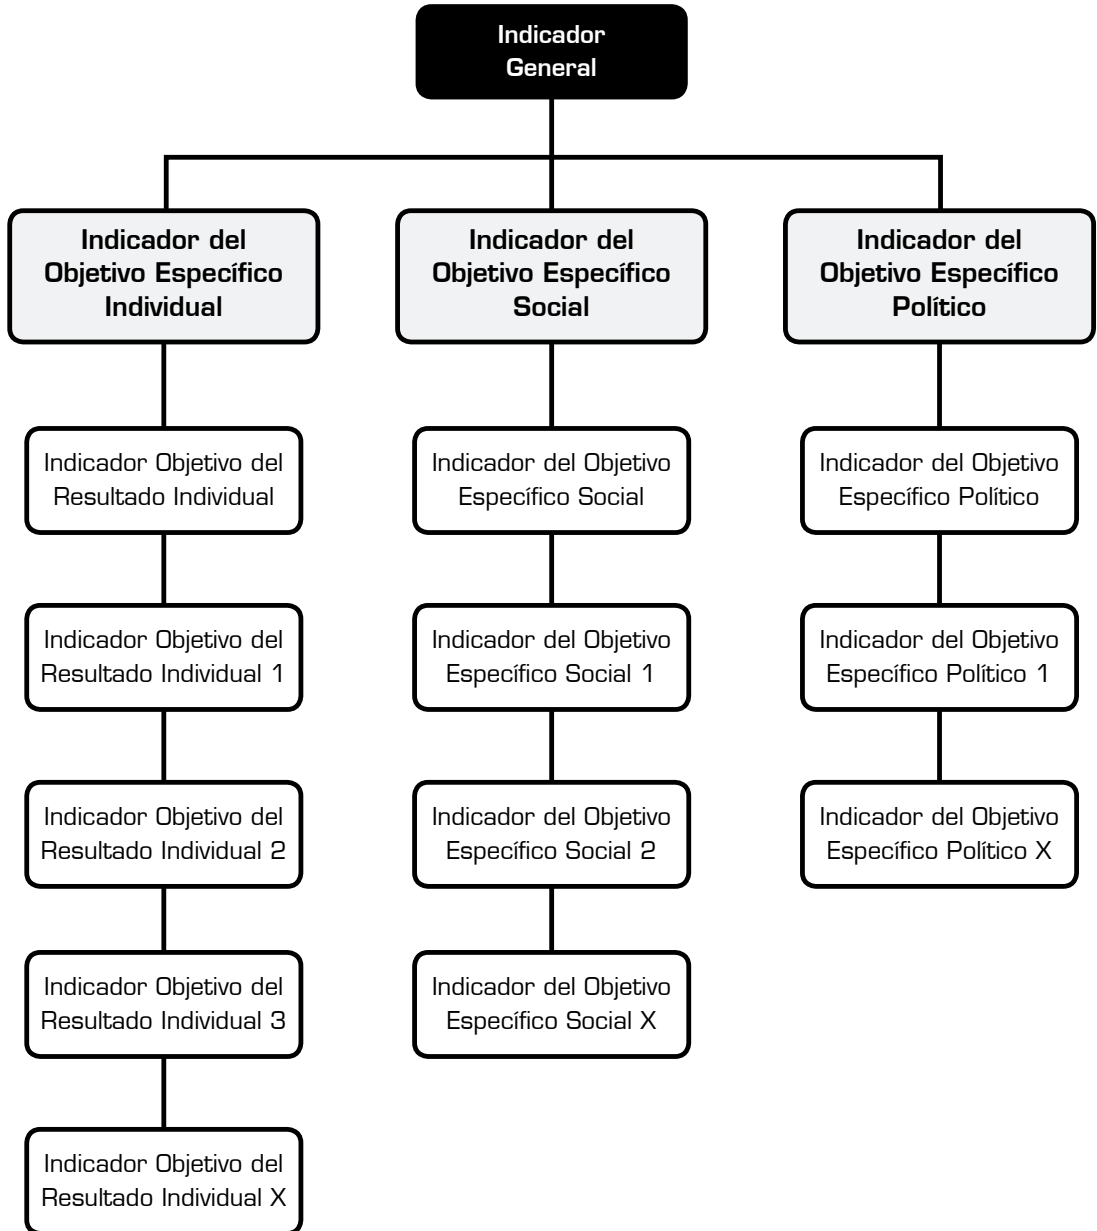 Indicador
General
Indicador del
Objetivo Específico
Individual
Indicador del
Objetivo Específico
Social
Indicador del
Objetivo Específico
Político
Indicador Objetivo del
Resultado Individual
Indicador del Objetivo
Específico Social
Indicador del Objetivo
Específico Político
Indicador Objetivo del
Resultado Individual 1
Indicador del Objetivo
Específico Social 1
Indicador del Objetivo
Específico Político 1
Indicador Objetivo del
Resultado Individual 2
Indicador del Objetivo
Específico Social 2
Indicador del Objetivo
Específico Político X
Indicador Objetivo del
Resultado Individual 3
Indicador del Objetivo
Específico Social X
Indicador Objetivo del
Resultado Individual X